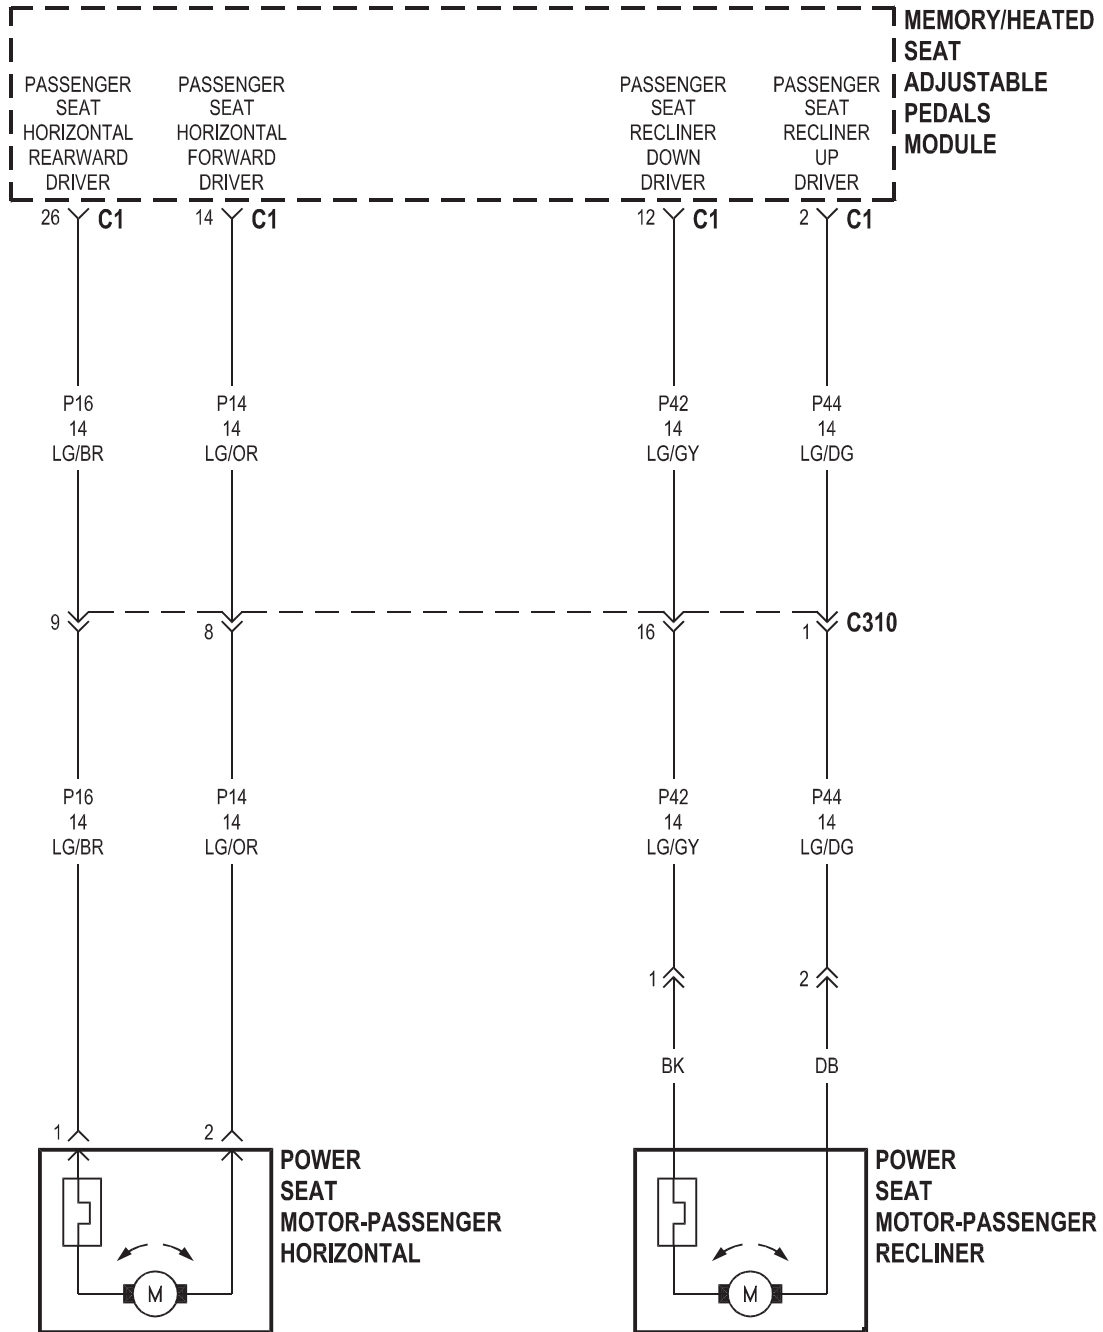 MEMORY/HEATED
SEAT
ADJUSTABLE
PEDALS
MODULE
PASSENGER
SEAT
HORIZONTAL
REARWARD
DRIVER
PASSENGER
SEAT
HORIZONTAL
FORWARD
DRIVER
PASSENGER
SEAT
RECLINER
DOWN
DRIVER
PASSENGER
SEAT
RECLINER
UP
DRIVER
26 C1
14 C1
12 C1
2 C1
P16
14
LG/BR
P14
14
LG/OR
P42
14
LG/GY
P44
14
LG/DG
9
8
16
1 C310
P16
14
LG/BR
P14
14
LG/OR
P42
14
LG/GY
P44
14
LG/DG
1
2
BK
DB
1
2
POWER
SEAT
MOTOR-PASSENGER
HORIZONTAL
M
POWER
SEAT
MOTOR-PASSENGER
RECLINER
M